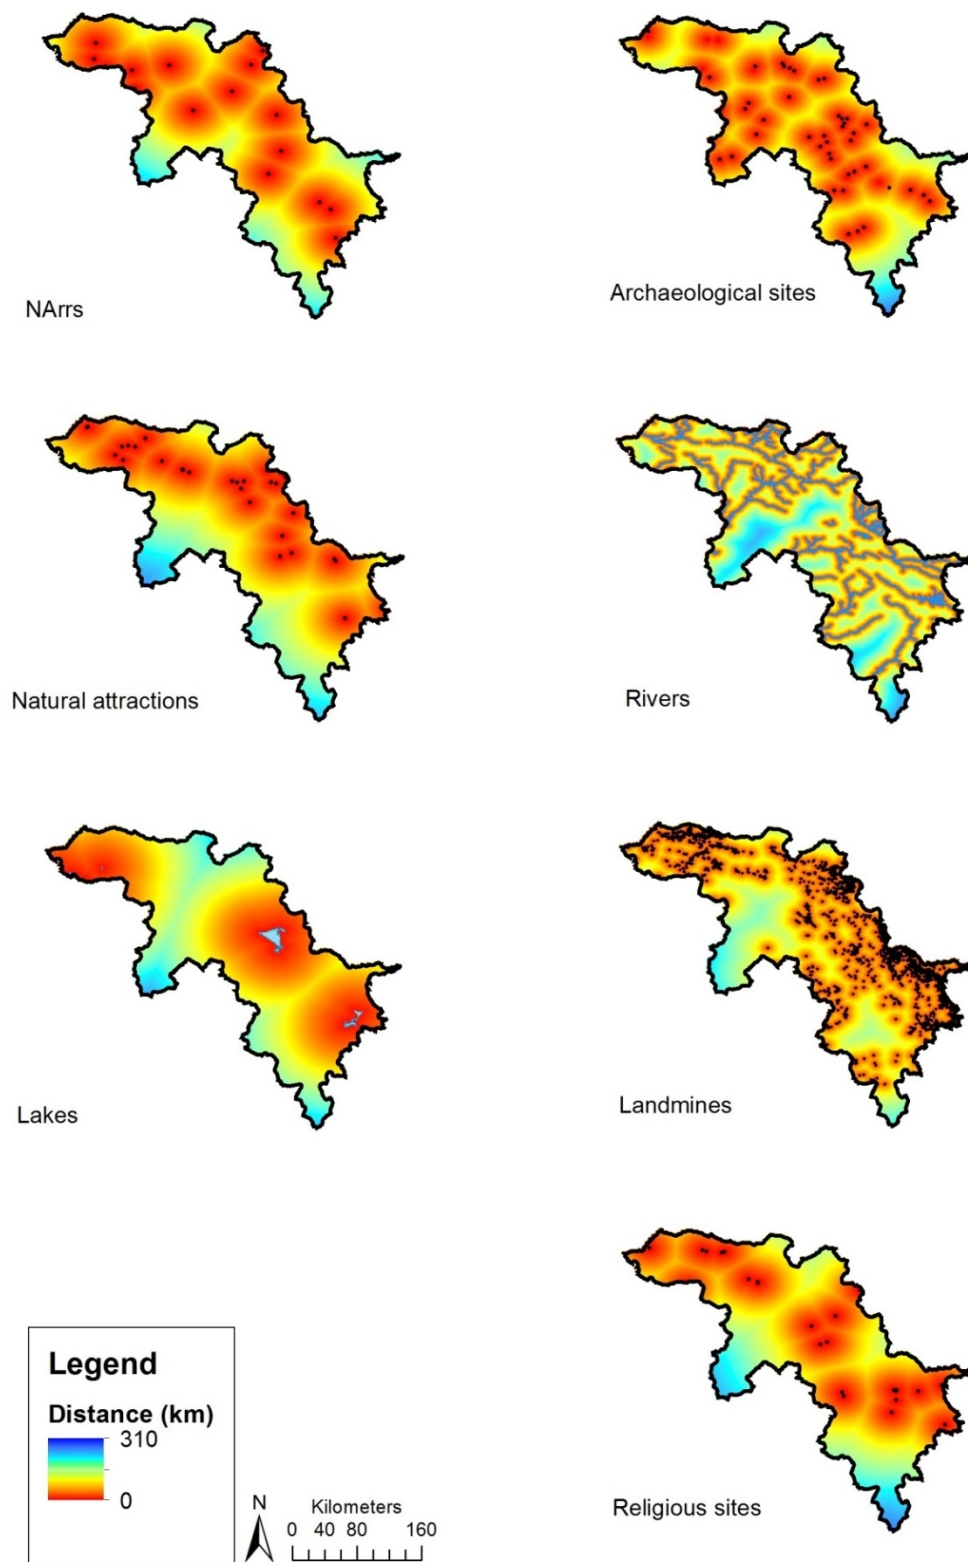 NArrs
Archaeological sites
Natural attractions
Rivers
Lakes
Landmines
Religious sites
Legend
Distance (km)
310
0
N
Kilometers
0 40 80 160